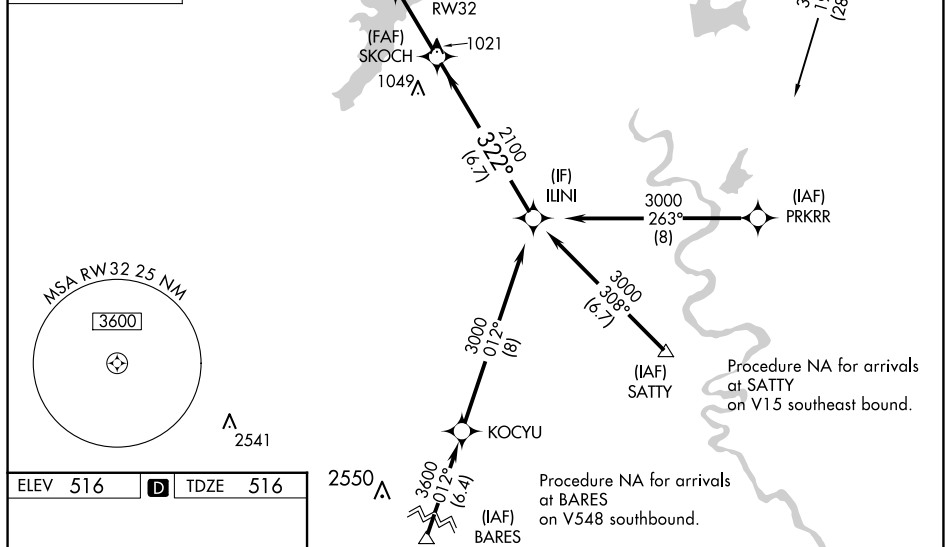 RW32
(FAF)
SKOCH
1021
1049
2100
322°
(6.7)
(IF)
ILINI
3000
263°
(8)
(IAF)
PRKRR
MSA RW32 25 NM
3600
3000
012°
(8)
3000
308°
(6.7)
(IAF)
SATTY
Procedure NA for arrivals
at SATTY
on V15 southeast bound.
2541
KOCYU
ELEV 516
D
TDZE 516
2550
3600
012°
(6.4)
(IAF)
BARES
Procedure NA for arrivals
at BARES
on V548 southbound.